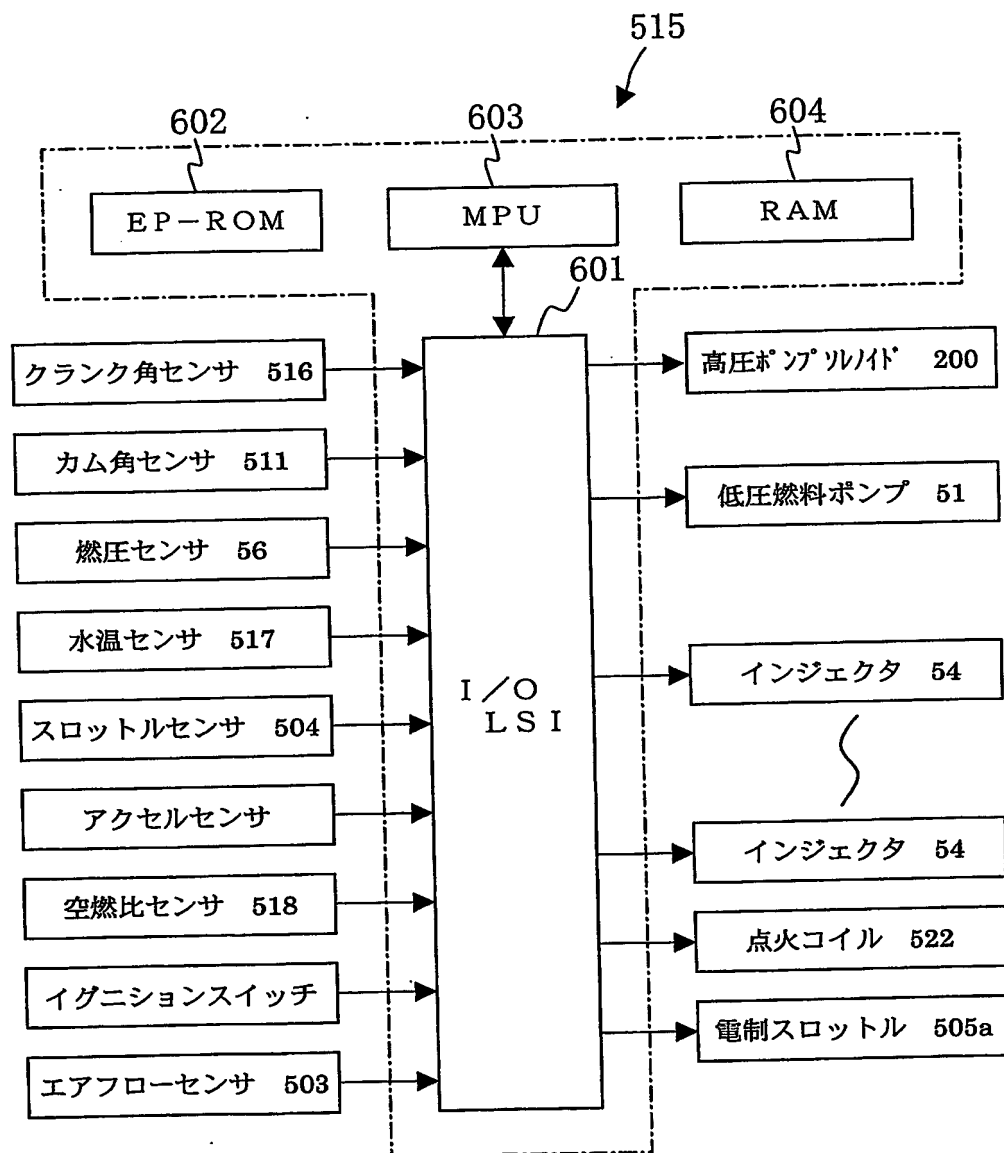 515
602
603
604
EP-ROM
MPU
RAM
601
クランク角センサ 516
カム角センサ 511
燃圧センサ 56
水温センサ 517
スロットルセンサ 504
アクセルセンサ
空燃比センサ 518
イグニションスイッチ
エアフローセンサ 503
I/O
LSI
高圧ポンプソレノイド 200
低圧燃料ポンプ 51
インジェクタ 54
インジェクタ 54
点火コイル 522
電制スロットル 505a